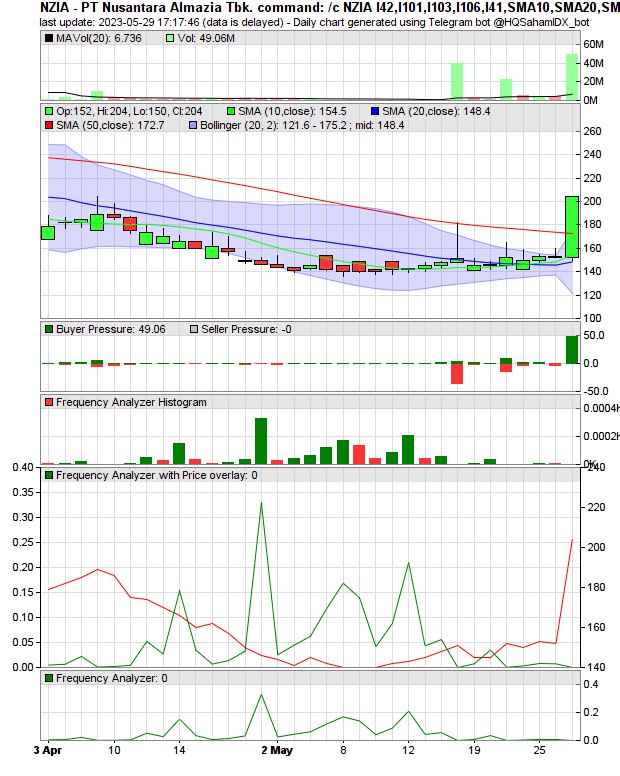 NZIA - PT Nusantara Almazia Tbk. command: /c NZIA I42,I101,I103,I106,I41,SMA10,SMA20,SM
last update: 2023-05-29 17:17:46 (data is delayed) - Daily chart generated using Telegram bot @HQSahamIDX_bot
MAVol(20): 6.736 Vol: 49.06M
60M
40M
20M
0M
Op:152, Hi:204, Lo:150, Cl:204 SMA (10,close): 154.5 SMA (20,close): 148.4
SMA (50,close): 172.7 Bollinger (20, 2): 121.6 - 175.2 ; mid: 148.4
260
240
220
200
180
160
140
120
100
Buyer Pressure: 49.06 Seller Pressure: -0
50.0
0.0
-50.0
Frequency Analyzer Histogram
0.0004k
0.0002k
0K
Frequency Analyzer with Price overlay: 0
0.40
0.35
0.30
0.25
0.20
0.15
0.10
0.05
0.00
240
220
200
180
160
140
Frequency Analyzer: 0
0.4
0.2
0.0
3 Apr 10 14 2 May 8 12 19 25